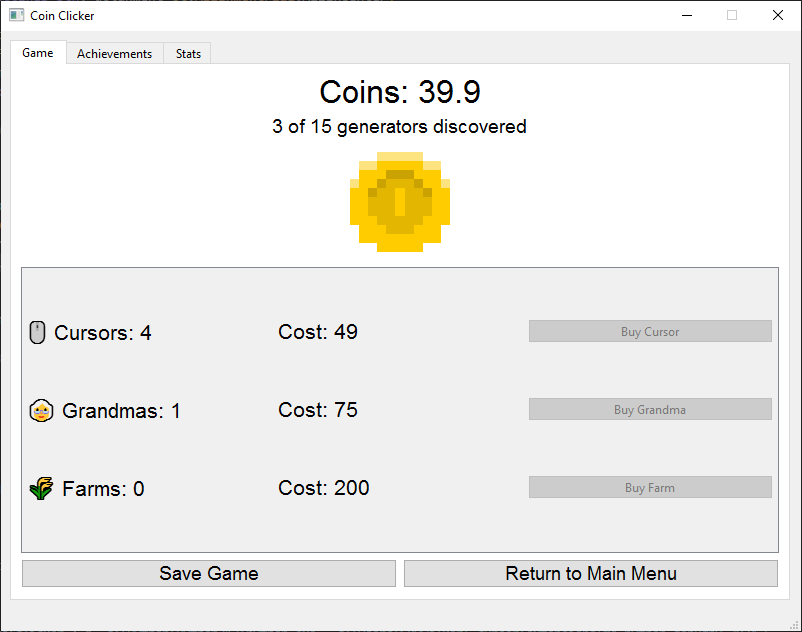 Coin Clicker
Game Achievements Stats
Coins: 39.9
3 of 15 generators discovered
Cursors: 4 Cost: 49 Buy Cursor
Grandmas: 1 Cost: 75 Buy Grandma
Farms: 0 Cost: 200 Buy Farm
Save Game Return to Main Menu